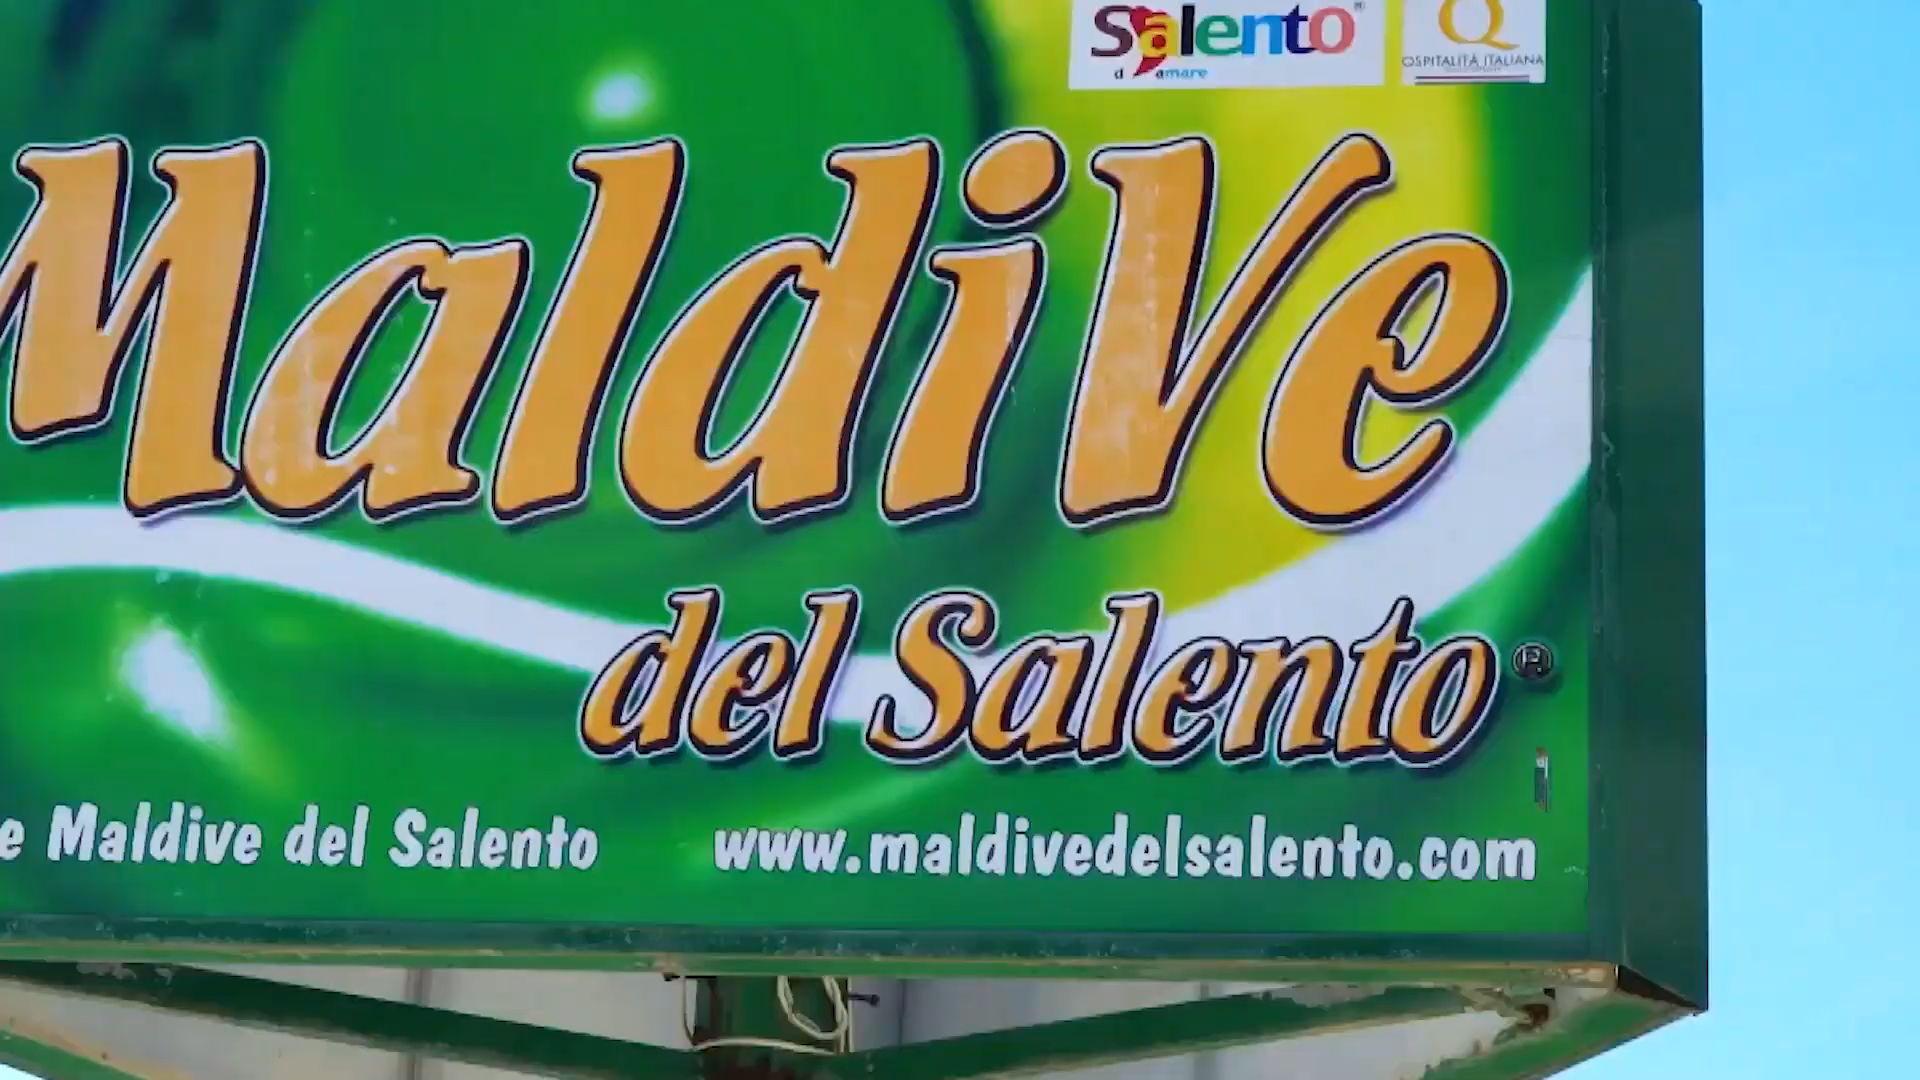 Salento®
d'amare
Q
OSPITALITÀ ITALIANA
MaldiVe
del Salento ®
e Maldive del Salento www.maldivedelsalento.com